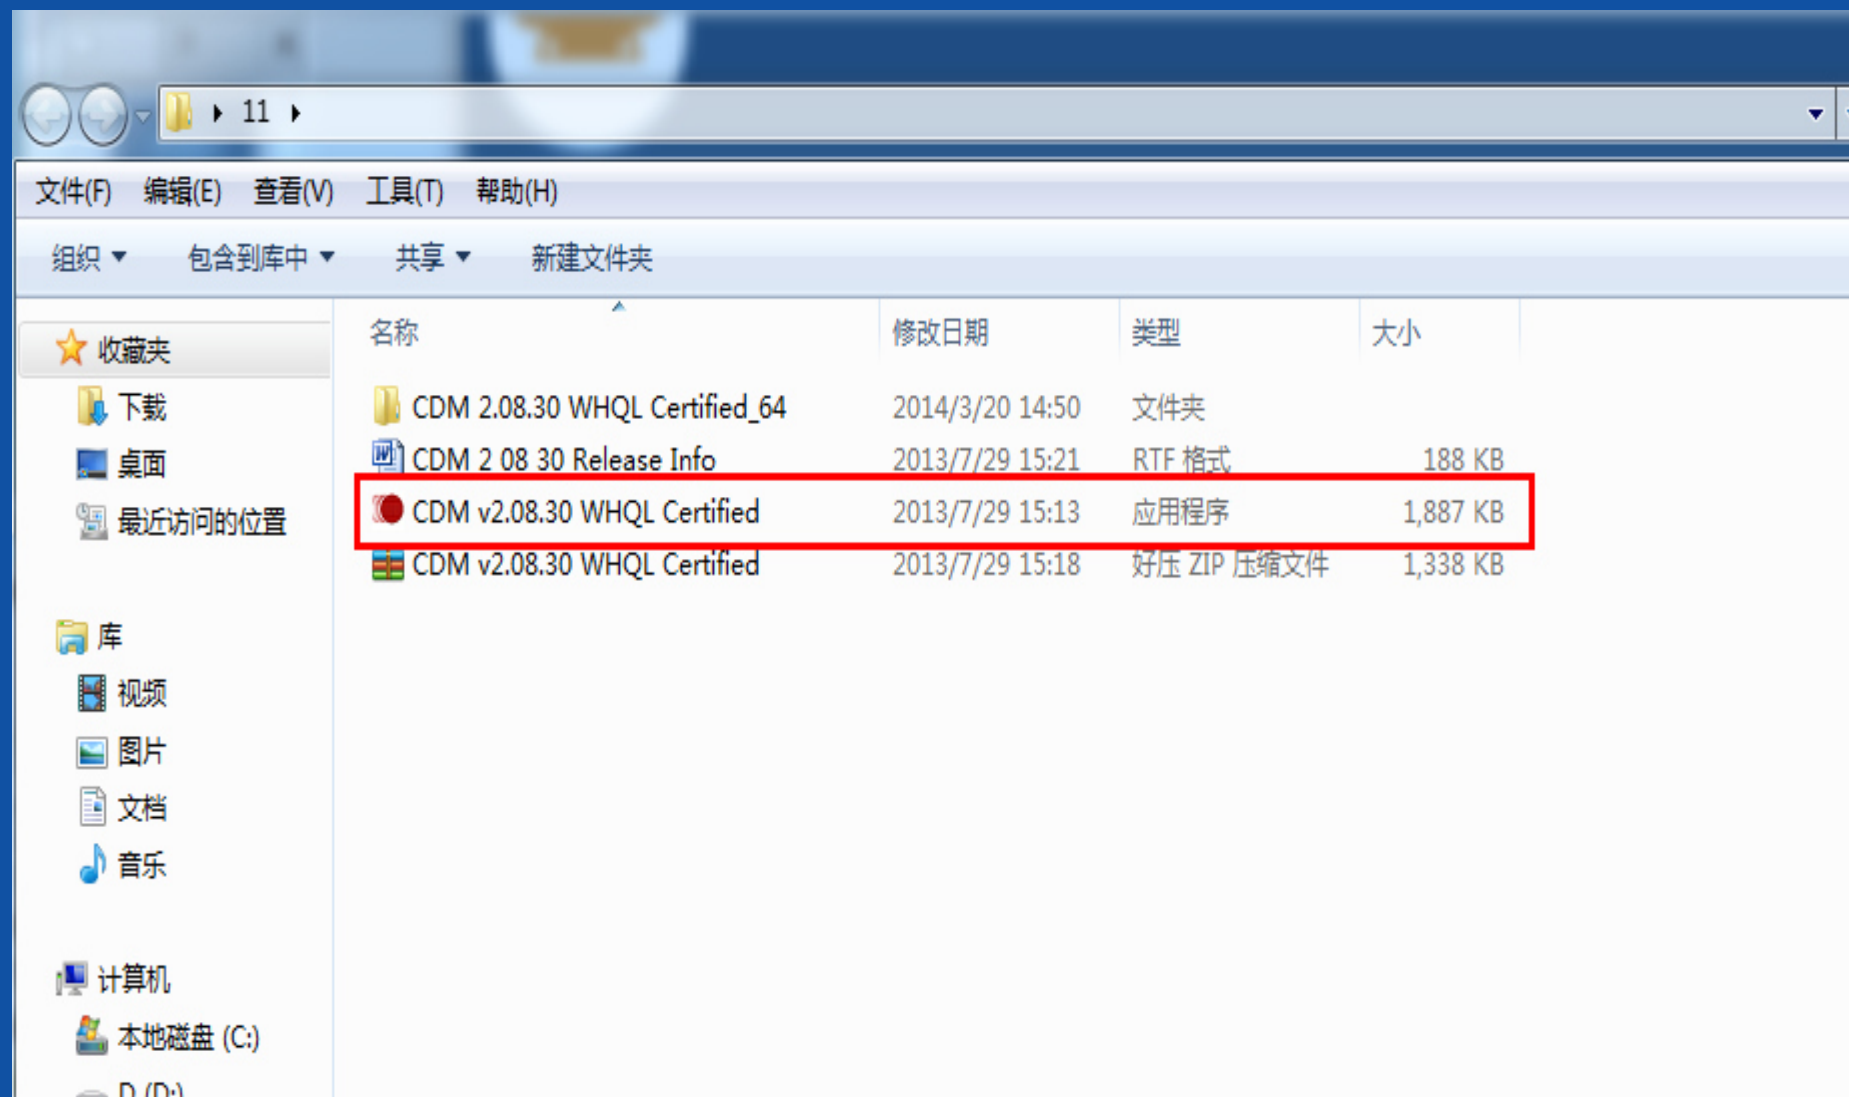 11
文件(F) 编辑(E) 查看(V) 工具(T) 帮助(H)
组织 包含到库中 共享 新建文件夹
名称 修改日期 类型 大小
CDM 2.08.30 WHQL Certified_64 2014/3/20 14:50 文件夹
CDM 2 08 30 Release Info 2013/7/29 15:21 RTF 格式 188 KB
CDM v2.08.30 WHQL Certified 2013/7/29 15:13 应用程序 1,887 KB
CDM v2.08.30 WHQL Certified 2013/7/29 15:18 好压 ZIP 压缩文件 1,338 KB
收藏夹
下载
桌面
最近访问的位置
库
视频
图片
文档
音乐
计算机
本地磁盘 (C:)
D (D:)